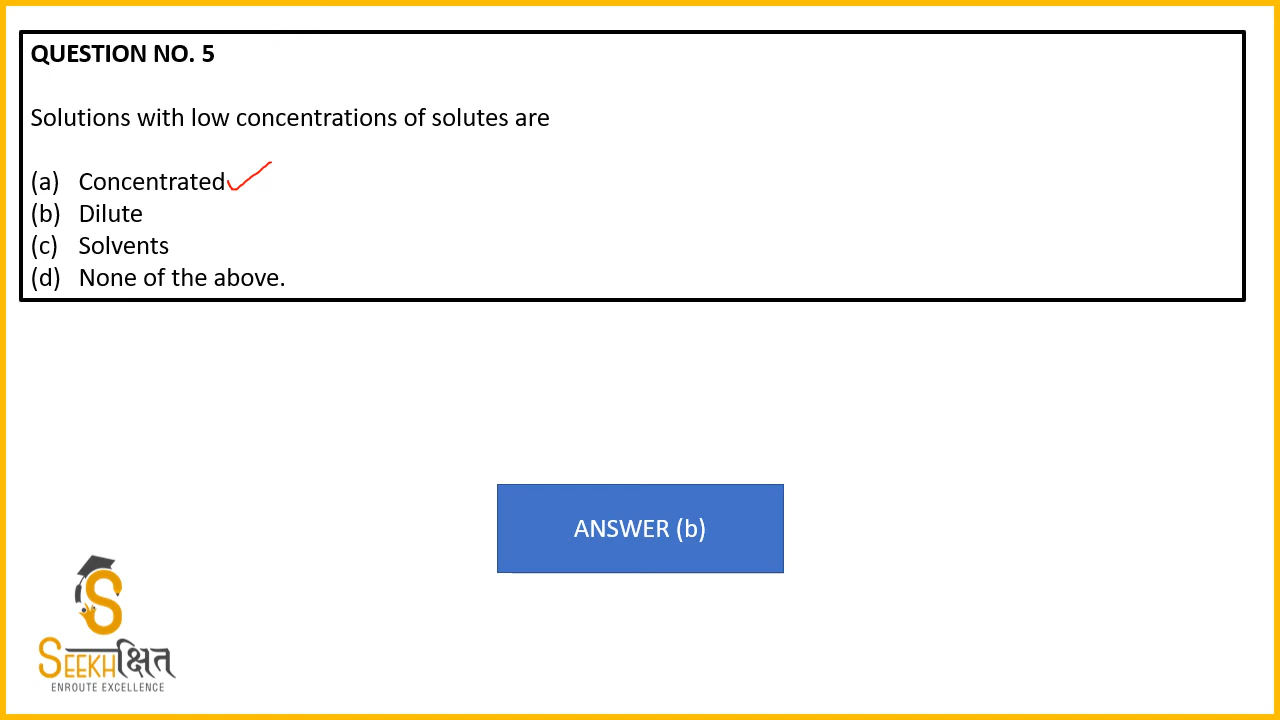 QUESTION NO. 5
Solutions with low concentrations of solutes are
(a) Concentrated
(b) Dilute
(c) Solvents
(d) None of the above.
ANSWER (b)
S
SEEKHक्षित
ENROUTE EXCELLENCE